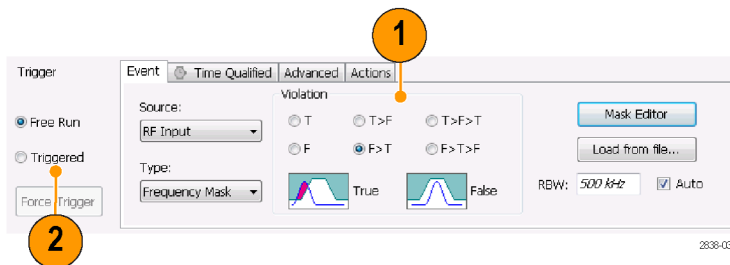 1
Trigger
Event Time Qualified Advanced Actions
Violation
Source:
RF Input
T T>F T>F>T
F F>T F>T>F
Type:
Frequency Mask
True False
Mask Editor
Load from file...
RBW: 500 kHz Auto
Free Run
Triggered
Force Trigger
2
2838-03